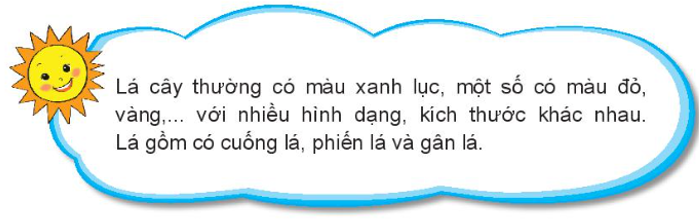 Lá cây thường có màu xanh lục, một số có màu đỏ,
vàng,... với nhiều hình dạng, kích thước khác nhau.
Lá gồm có cuống lá, phiến lá và gân lá.